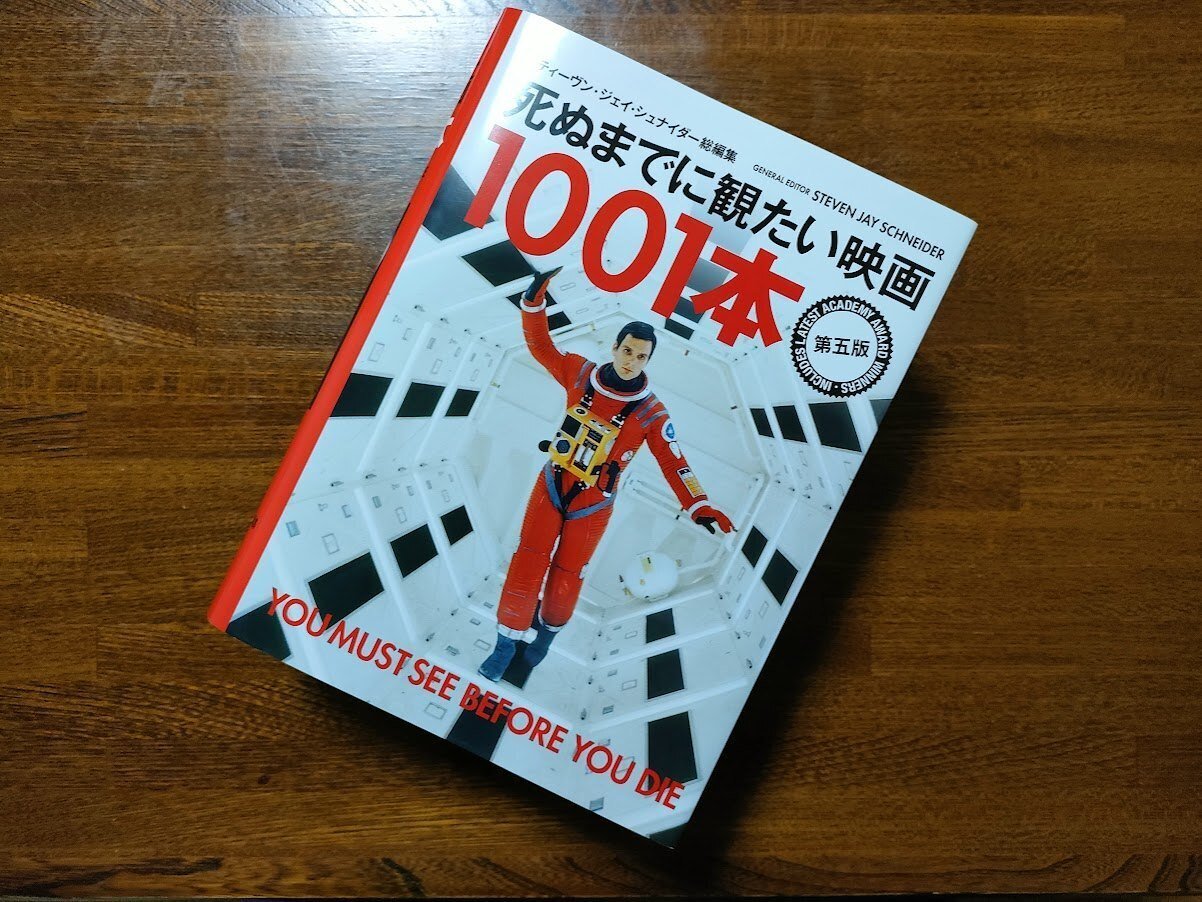 ティーヴン・ジェイ・シュナイダー総編集
GENERAL EDITOR STEVEN JAY SCHNEIDER
死ぬまでに観たい映画
1001本
INCLUDES LATEST ACADEMY AWARD WINNERS・
第五版
YOU MUST SEE BEFORE YOU DIE